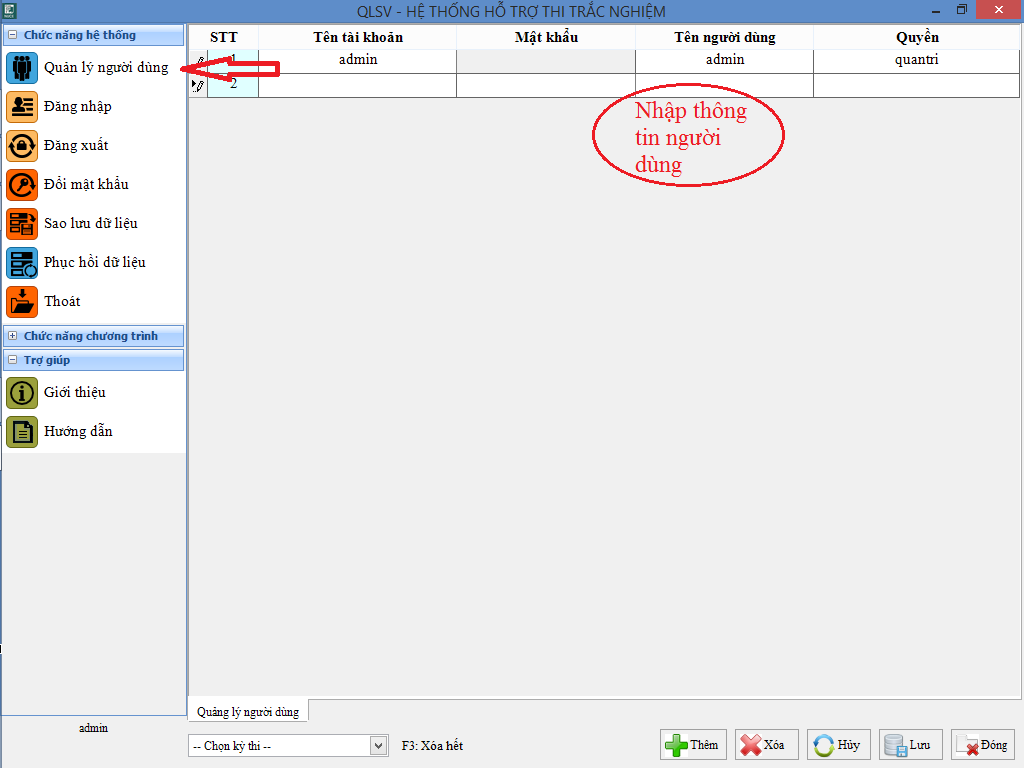 QLSV - HỆ THỐNG HỖ TRỢ THI TRẮC NGHIỆM
Chức năng hệ thống
Quản lý người dùng
Đăng nhập
Đăng xuất
Đổi mật khẩu
Sao lưu dữ liệu
Phục hồi dữ liệu
Thoát
Chức năng chương trình
Trợ giúp
Giới thiệu
Hướng dẫn
admin
STT Tên tài khoản Mật khẩu Tên người dùng Quyền
1 admin admin quantri
2
Nhập thông
tin người
dùng
Quảng lý người dùng
-- Chọn kỳ thi -- F3: Xóa hết Thêm Xóa Hủy Lưu Đóng